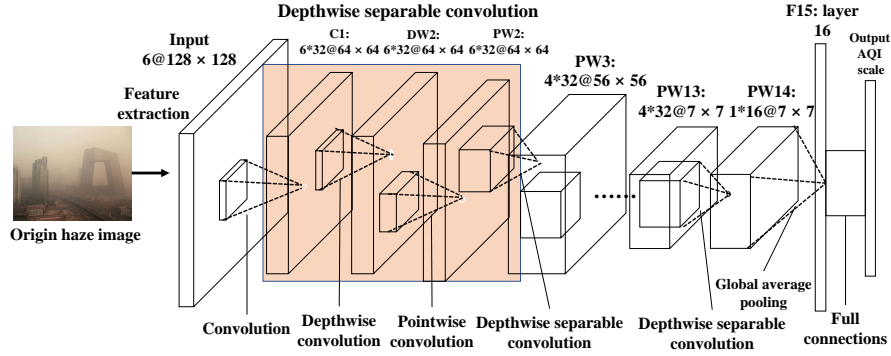 Depthwise separable convolution
F15: layer
16
Output
AQI
scale
Input
6@128 × 128
C1:
6*32@64 × 64
DW2:
6*32@64 × 64
PW2:
6*32@64 × 64
PW3:
4*32@56 × 56
PW13:
4*32@7 × 7
PW14:
1*16@7 × 7
Feature
extraction
Origin haze image
Convolution
Depthwise
convolution
Pointwise
convolution
Depthwise separable
convolution
Depthwise separable
convolution
Global average
pooling
Full
connections